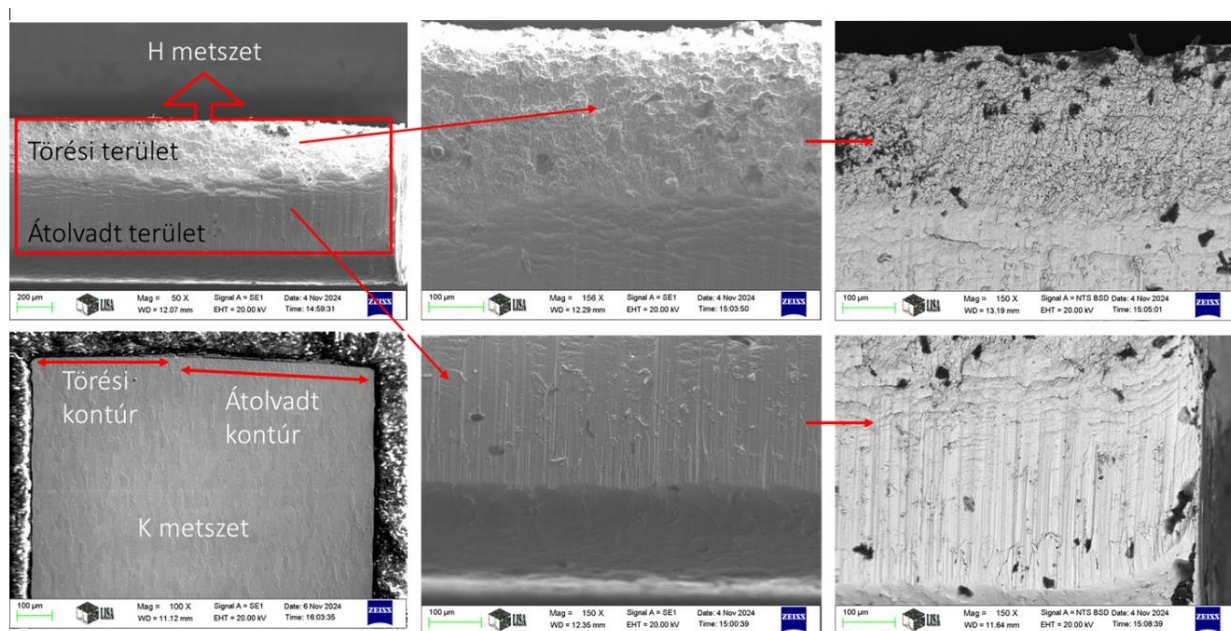 H metszet
Törési terület
Átolvadt terület
200 µm
LISA
Mag = 50 X
WD = 12.07 mm
Signal A = SE1
EHT = 20.00 kV
Date: 4 Nov 2024
Time: 14:59:31
ZEISS
100 µm
LISA
Mag = 156 X
WD = 12.29 mm
Signal A = SE1
EHT = 20.00 kV
Date: 4 Nov 2024
Time: 15:03:50
ZEISS
100 µm
LISA
Mag = 150 X
WD = 13.19 mm
Signal A = NTS BSD
EHT = 20.00 kV
Date: 4 Nov 2024
Time: 15:05:01
ZEISS
Törési
kontúr
Átolvadt
kontúr
K metszet
100 µm
LISA
Mag = 100 X
WD = 11.12 mm
Signal A = SE1
EHT = 20.00 kV
Date: 6 Nov 2024
Time: 16:03:35
ZEISS
100 µm
LISA
Mag = 150 X
WD = 12.35 mm
Signal A = SE1
EHT = 20.00 kV
Date: 4 Nov 2024
Time: 15:00:39
ZEISS
100 µm
LISA
Mag = 150 X
WD = 11.64 mm
Signal A = NTS BSD
EHT = 20.00 kV
Date: 4 Nov 2024
Time: 15:08:39
ZEISS